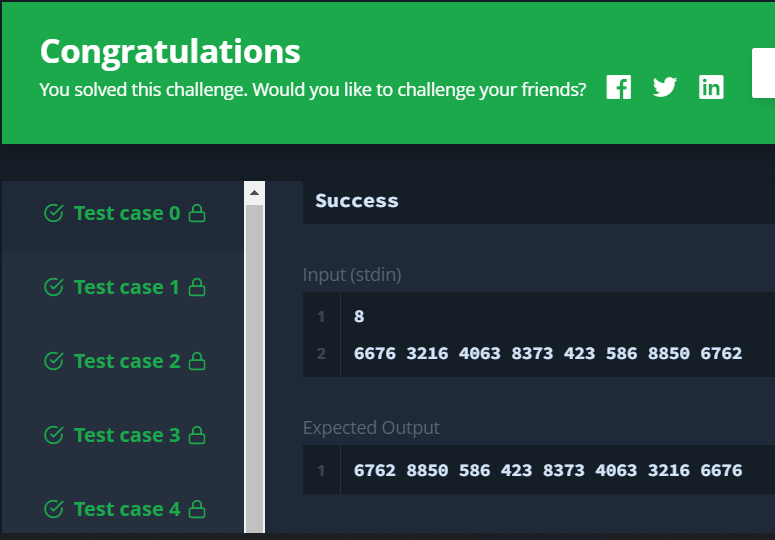 Congratulations
You solved this challenge. Would you like to challenge your friends?
Test case 0
Test case 1
Test case 2
Test case 3
Test case 4
Success
Input (stdin)
1 8
2 6676 3216 4063 8373 423 586 8850 6762
Expected Output
1 6762 8850 586 423 8373 4063 3216 6676